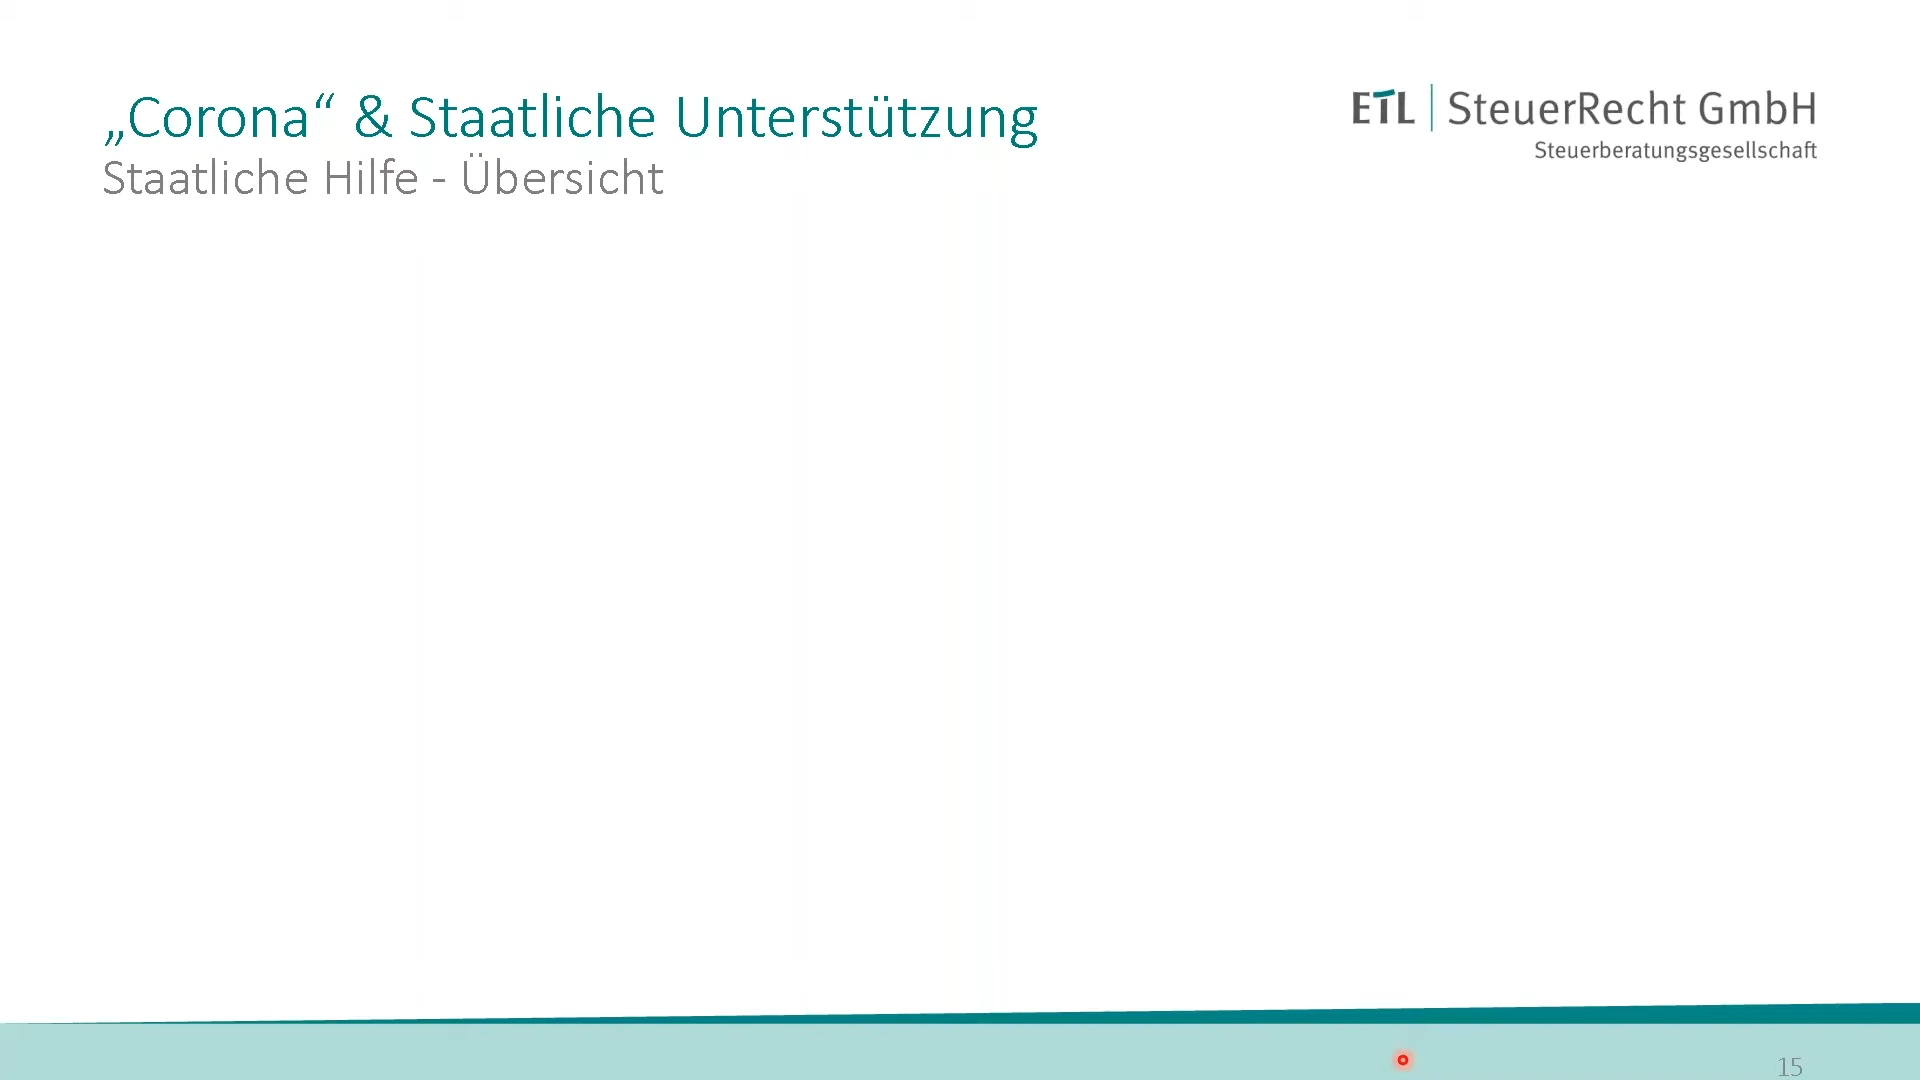 „Corona“ & Staatliche Unterstützung
Staatliche Hilfe - Übersicht
ETL | SteuerRecht GmbH
Steuerberatungsgesellschaft
15